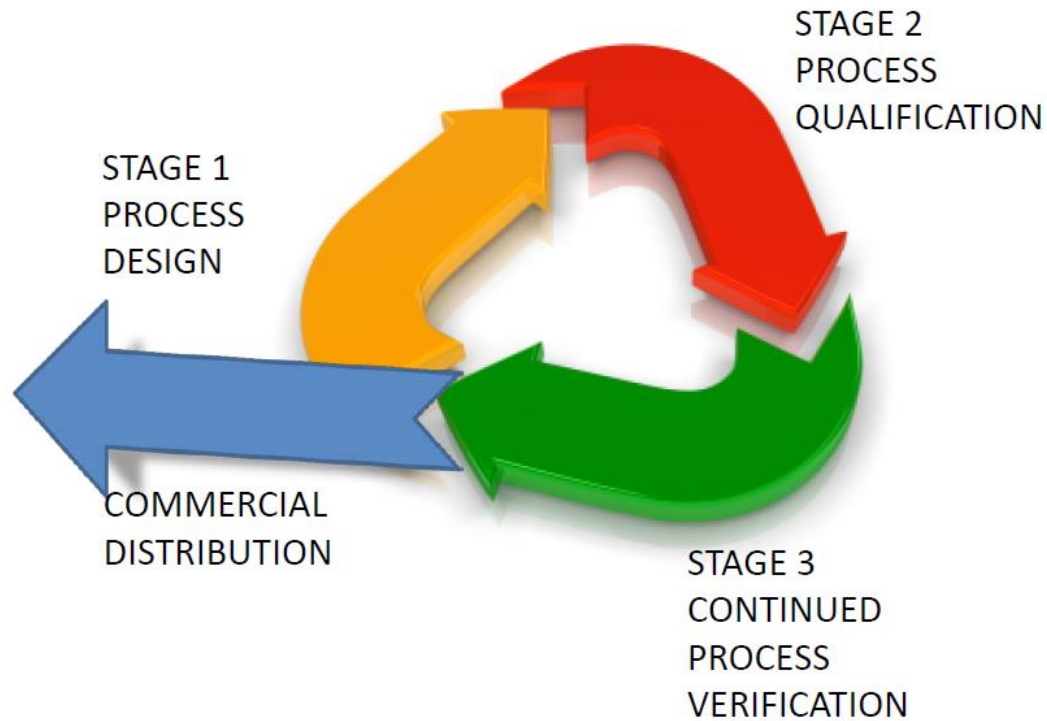 STAGE 1
PROCESS
DESIGN
STAGE 2
PROCESS
QUALIFICATION
STAGE 3
CONTINUED
PROCESS
VERIFICATION
COMMERCIAL
DISTRIBUTION